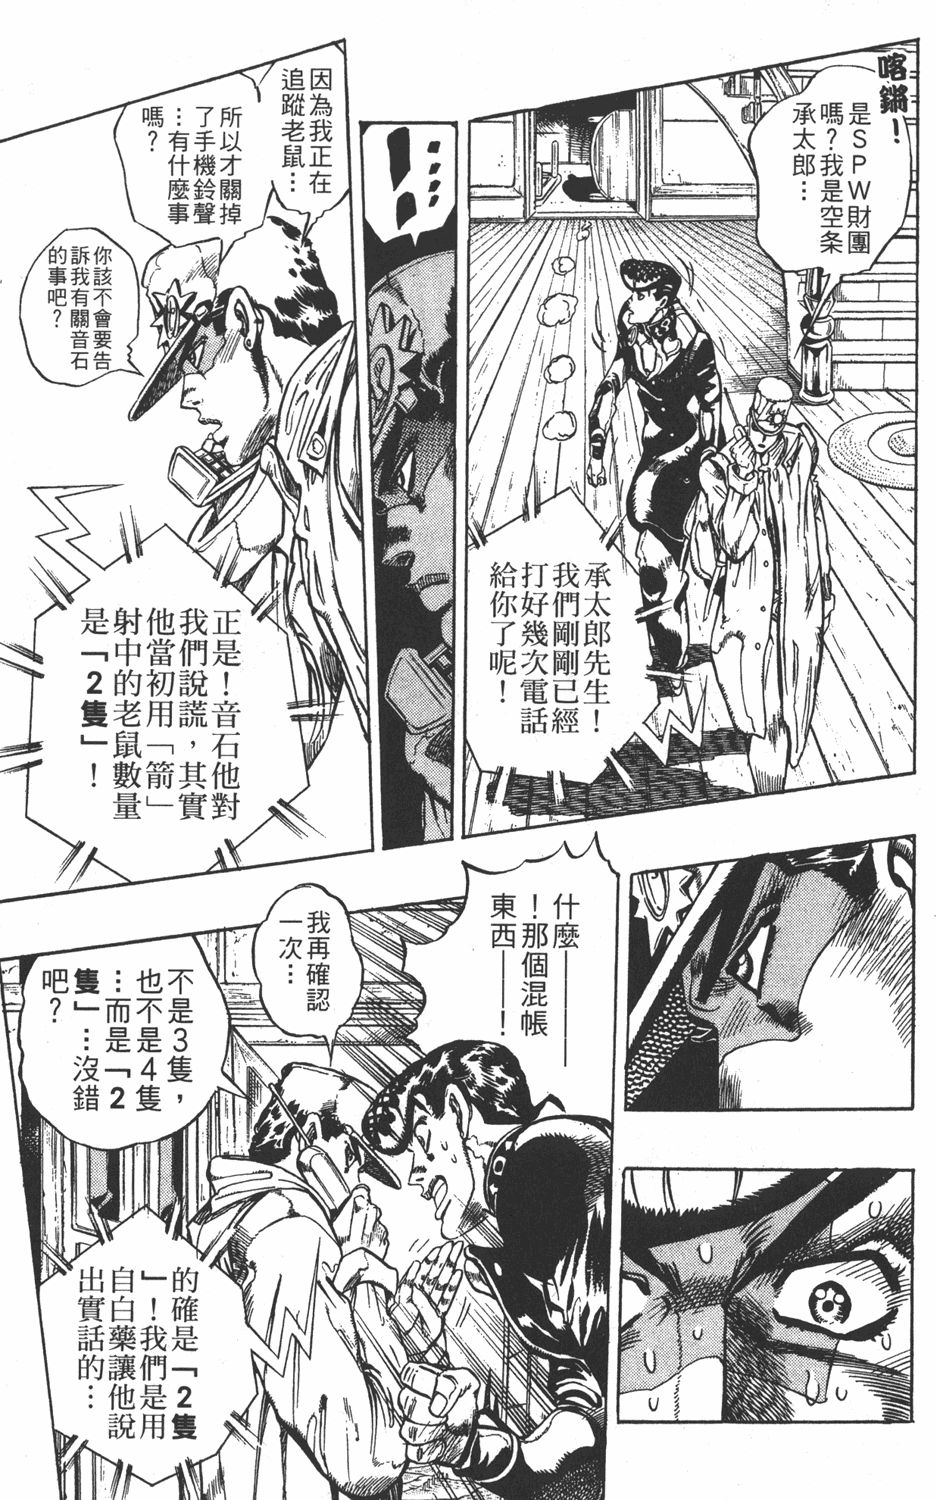 喀鏘！
是SPW財團
嗎？我是空条
承太郎…
承太郎先生！
我們剛剛已經
打好幾次電話
給你了呢！
！…！…
因為我正在
追蹤老鼠…
所以才關掉
了手機鈴聲
…有什麼事
嗎？
你該不會要告
訴我有關音石
的事吧？
正是！音石他對
我們說謊，其實
他當初用「箭」
射中的老鼠數量
是「2隻」！
什麼——
！那個混帳
東西——！
我再確認
一次…
不是3隻，
也不是4隻
…而是「2
隻」…沒錯
吧？
的確是「2隻
」！我們是用
自白藥讓他說
出實話的…